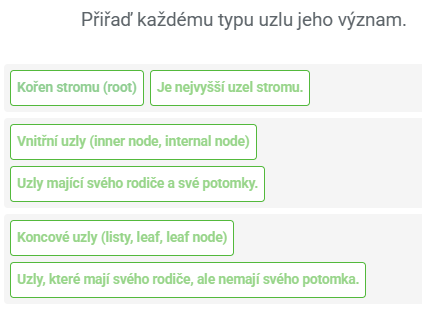 Přiřaď každému typu uzlu jeho význam.
Kořen stromu (root) Je nejvyšší uzel stromu.
Vnitřní uzly (inner node, internal node)
Uzly mající svého rodiče a své potomky.
Koncové uzly (listy, leaf, leaf node)
Uzly, které mají svého rodiče, ale nemají svého potomka.